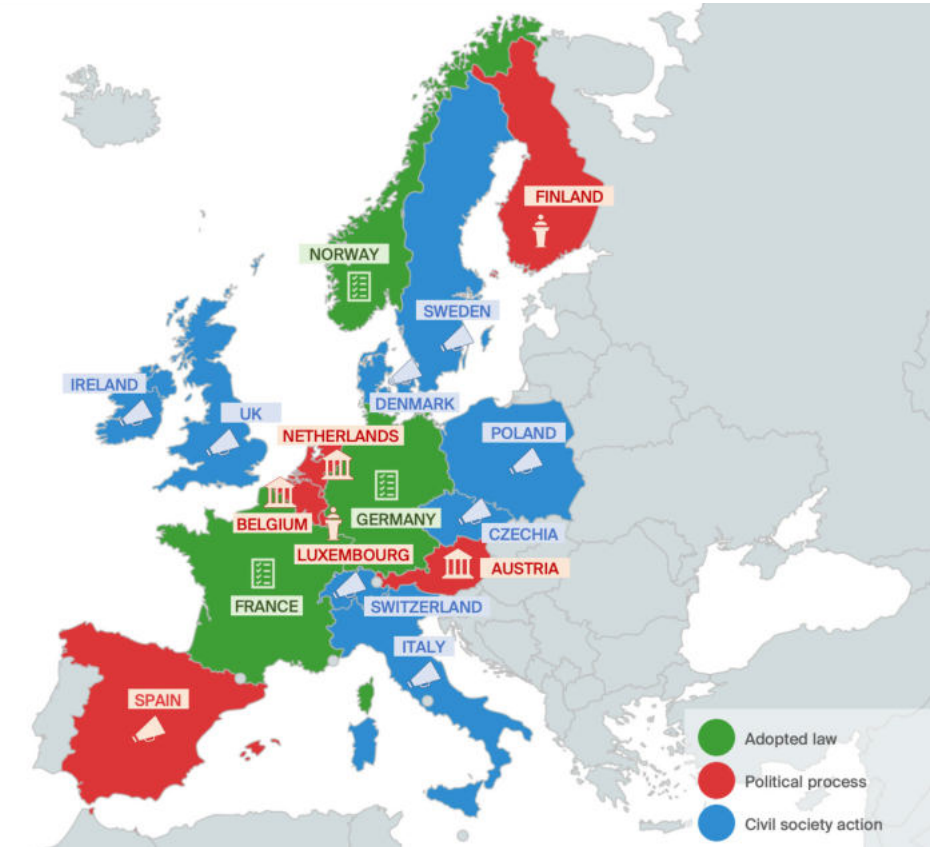 FINLAND
NORWAY
SWEDEN
IRELAND
UK
DENMARK
NETHERLANDS
POLAND
BELGIUM
GERMANY
CZECHIA
LUXEMBOURG
AUSTRIA
FRANCE
SWITZERLAND
ITALY
SPAIN
Adopted law
Political process
Civil society action